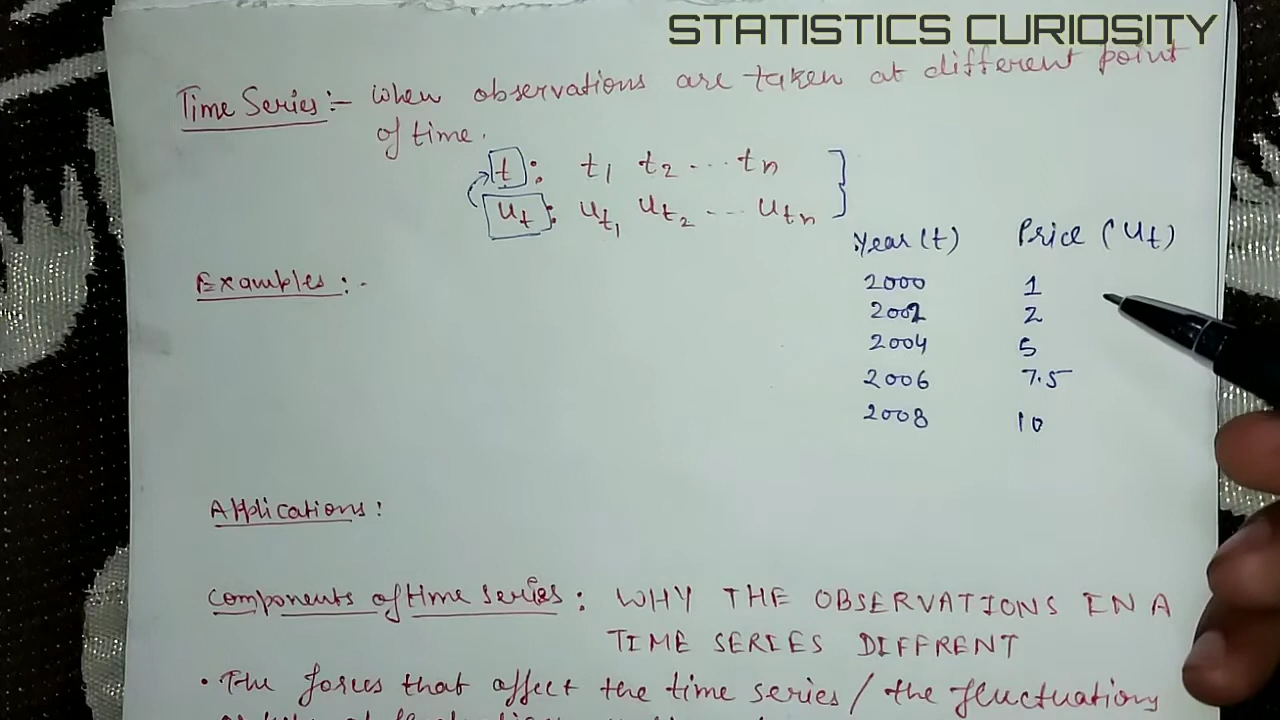 STATISTICS CURIOSITY
Time Series:- When observations are taken at different point
of time.
t : t1 t2 ... tn
ut : ut1 ut2 ... utn
Year (t) Price (ut)
Examples:-
2000 1
2002 2
2004 5
2006 7.5
2008 10
Applications:
Components of time series: WHY THE OBSERVATIONS IN A
TIME SERIES DIFFRENT
• The forces that affect the time series / the fluctuations